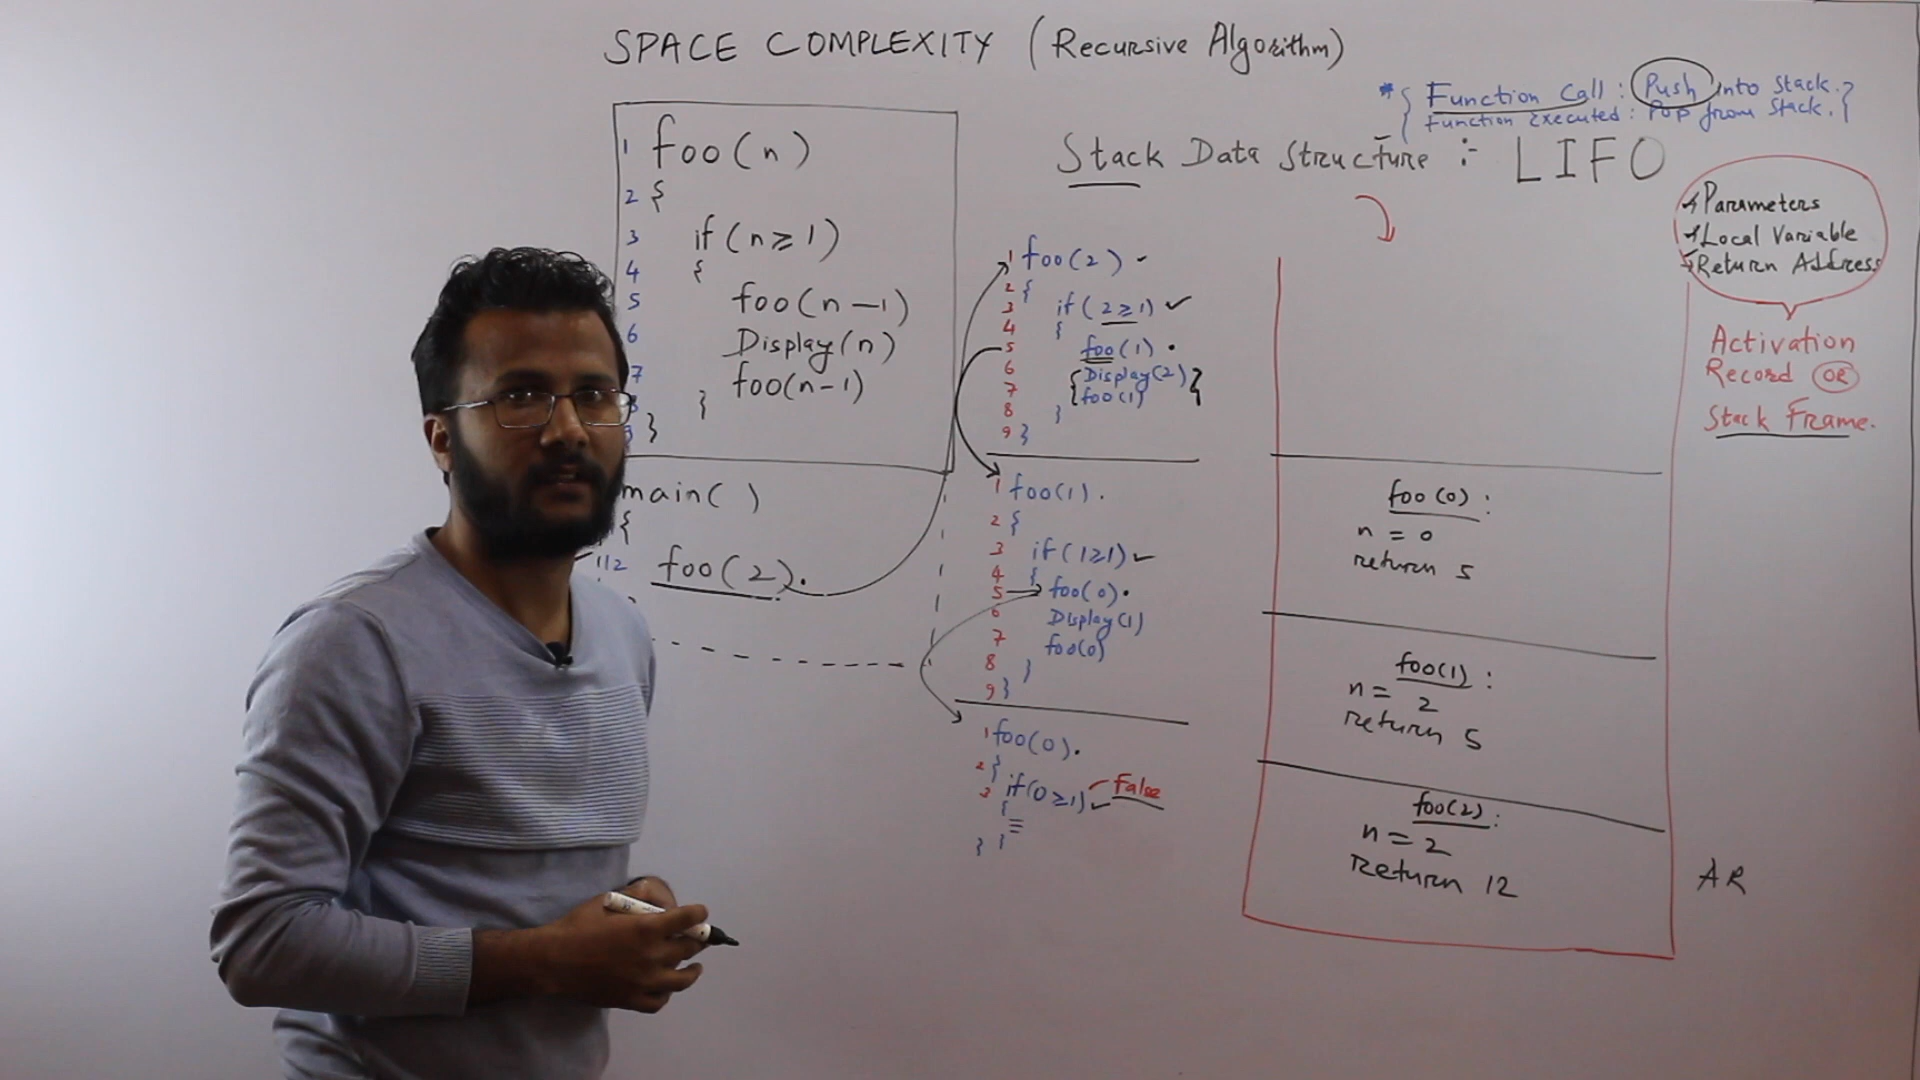 SPACE COMPLEXITY (Recursive Algorithm)
* { Function Call : Push into Stack. }
{ Function Executed : Pop from Stack. }
Stack Data Structure :- LIFO
1 foo(n)
2 {
3 if (n ≥ 1)
4 {
5 foo(n-1)
6 Display(n)
7 foo(n-1)
}
}
main( )
{
112 foo(2).
1 foo(2)
2 {
3 if (2≥1) ✓
4 {
5 foo(1) •
6 {Display(2)}
7 {foo(1)}
8 }
9 }
1 foo(1).
2 {
3 if (1≥1) ✓
4 {
5 foo(0).
6 Display(1)
7 foo(0)
8 }
9 }
1 foo(0).
2 {
3 if(0≥1) False
{
≡
} }
foo(0) :
n = 0
return 5
foo(1) :
n = 2
return 5
foo(2) :
n = 2
Return 12
Parameters
Local Variable
Return Address
Activation
Record OR
Stack Frame.
AR